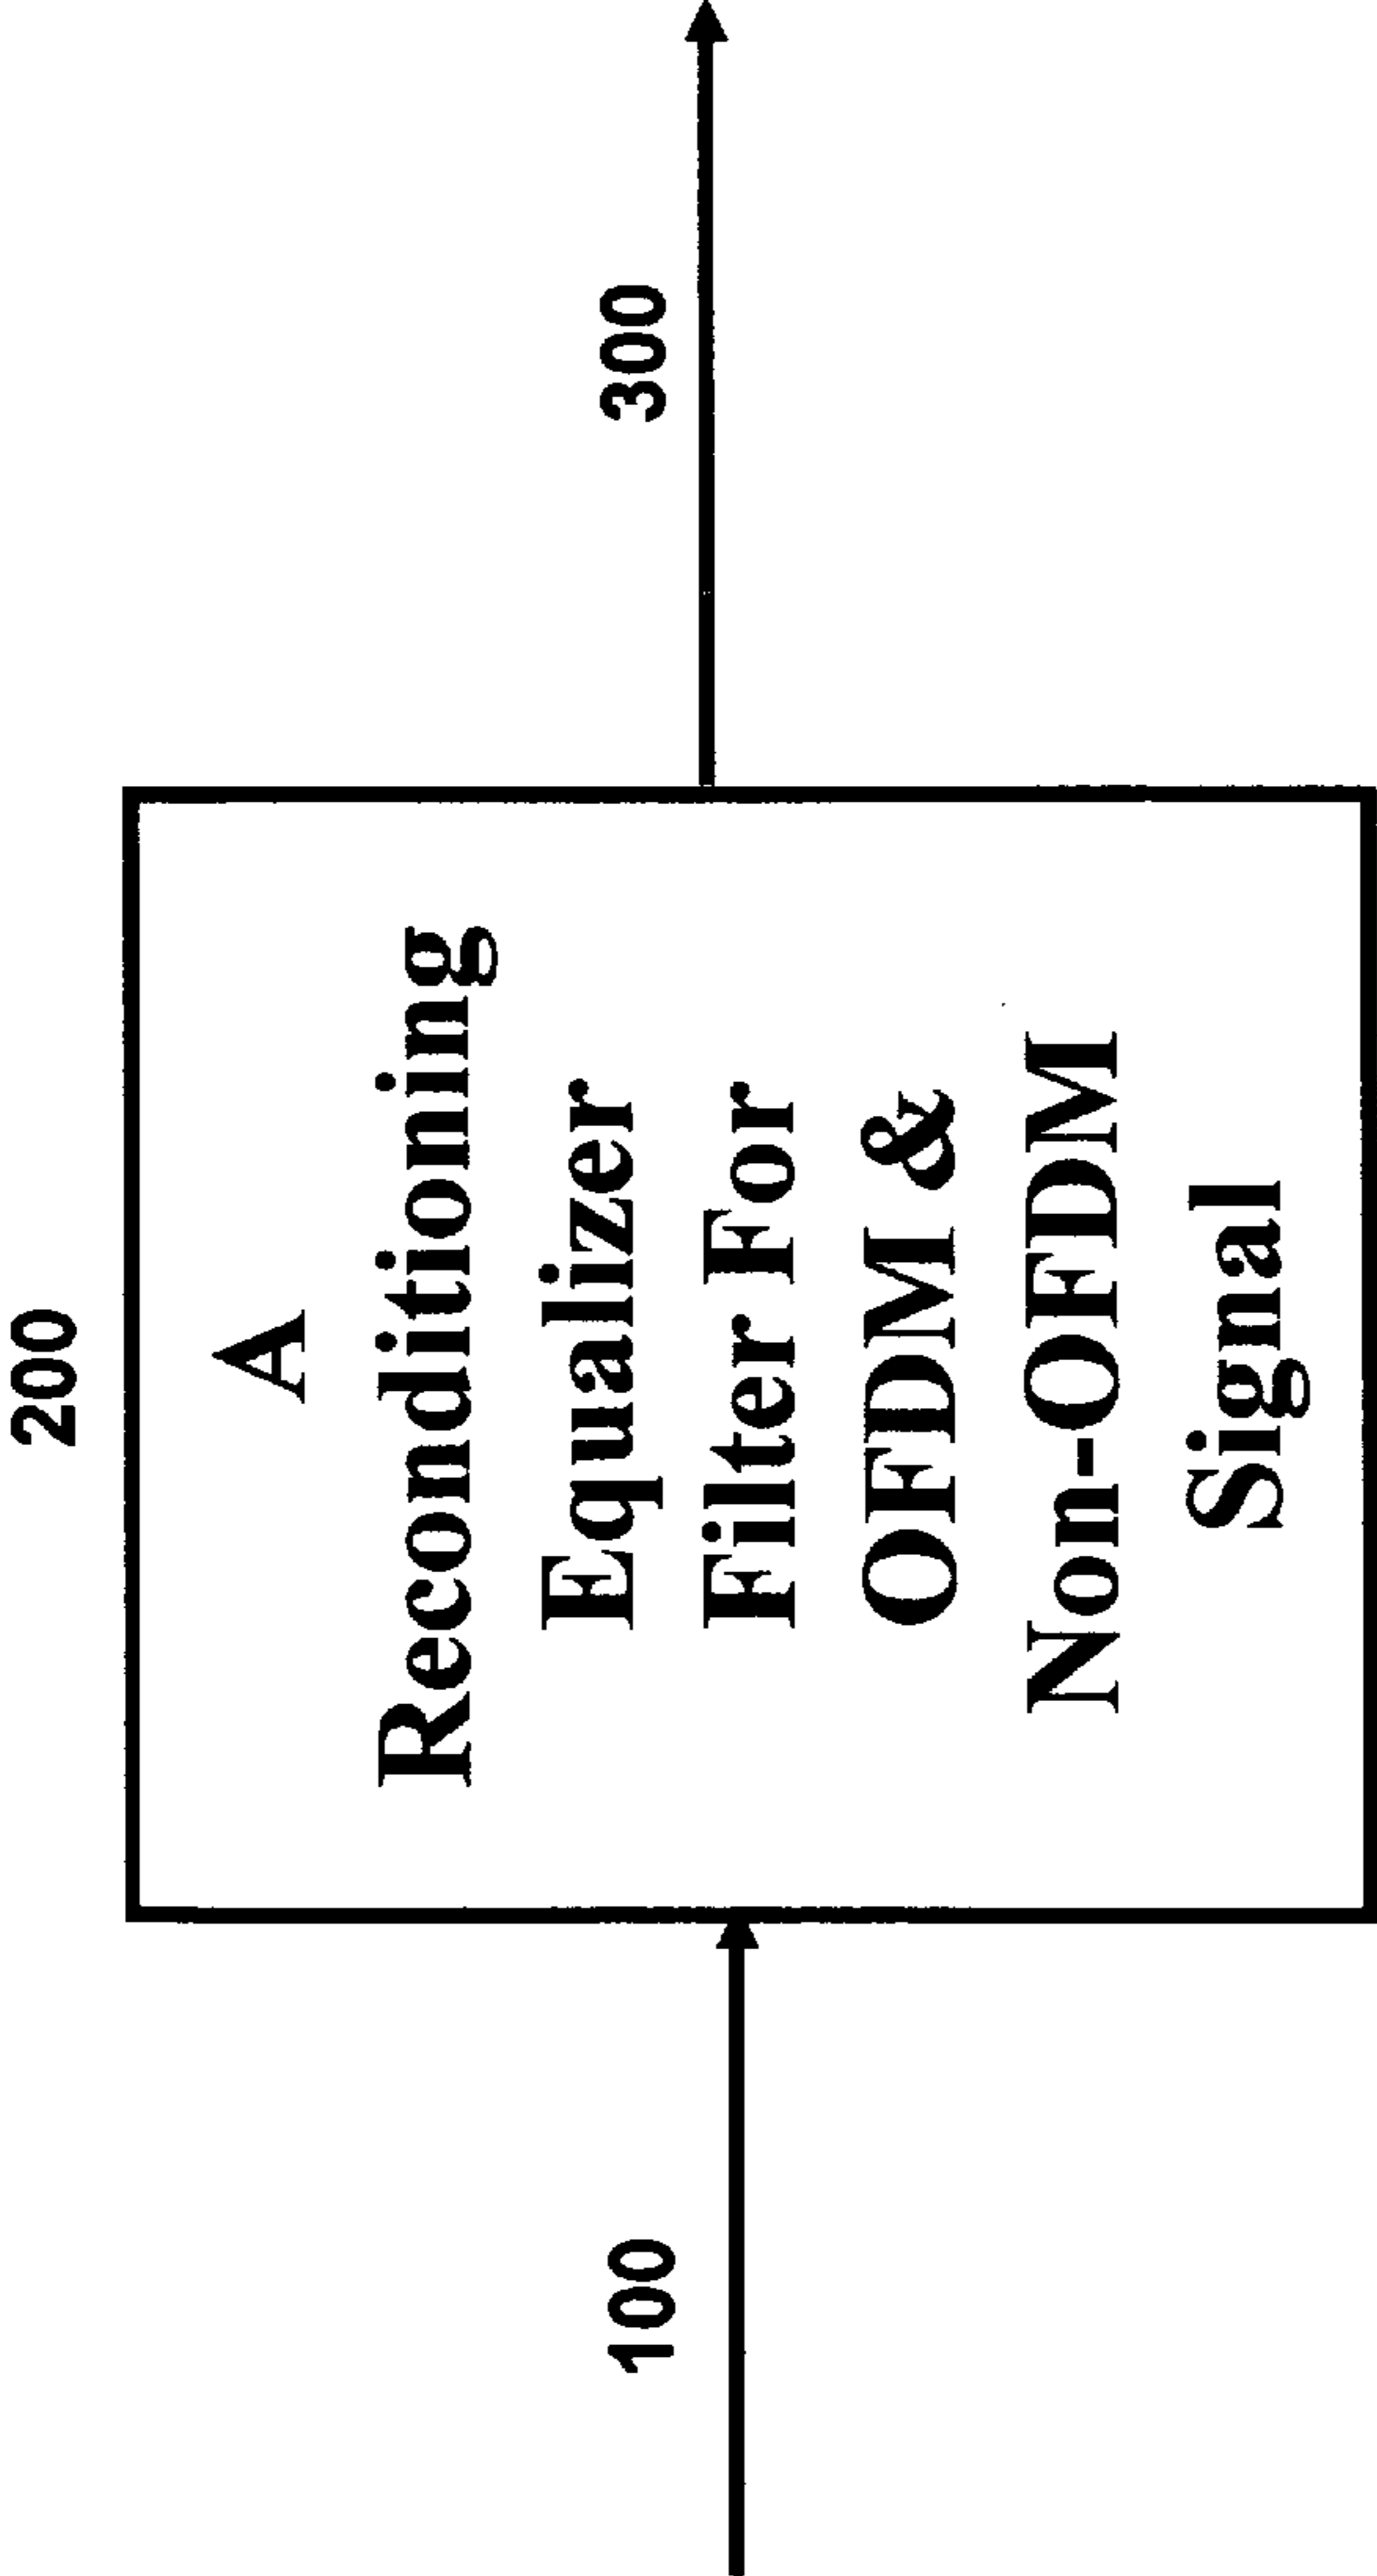 200
A
Reconditioning
Equalizer
Filter For
OFDM &
Non-OFDM
Signal
100
300